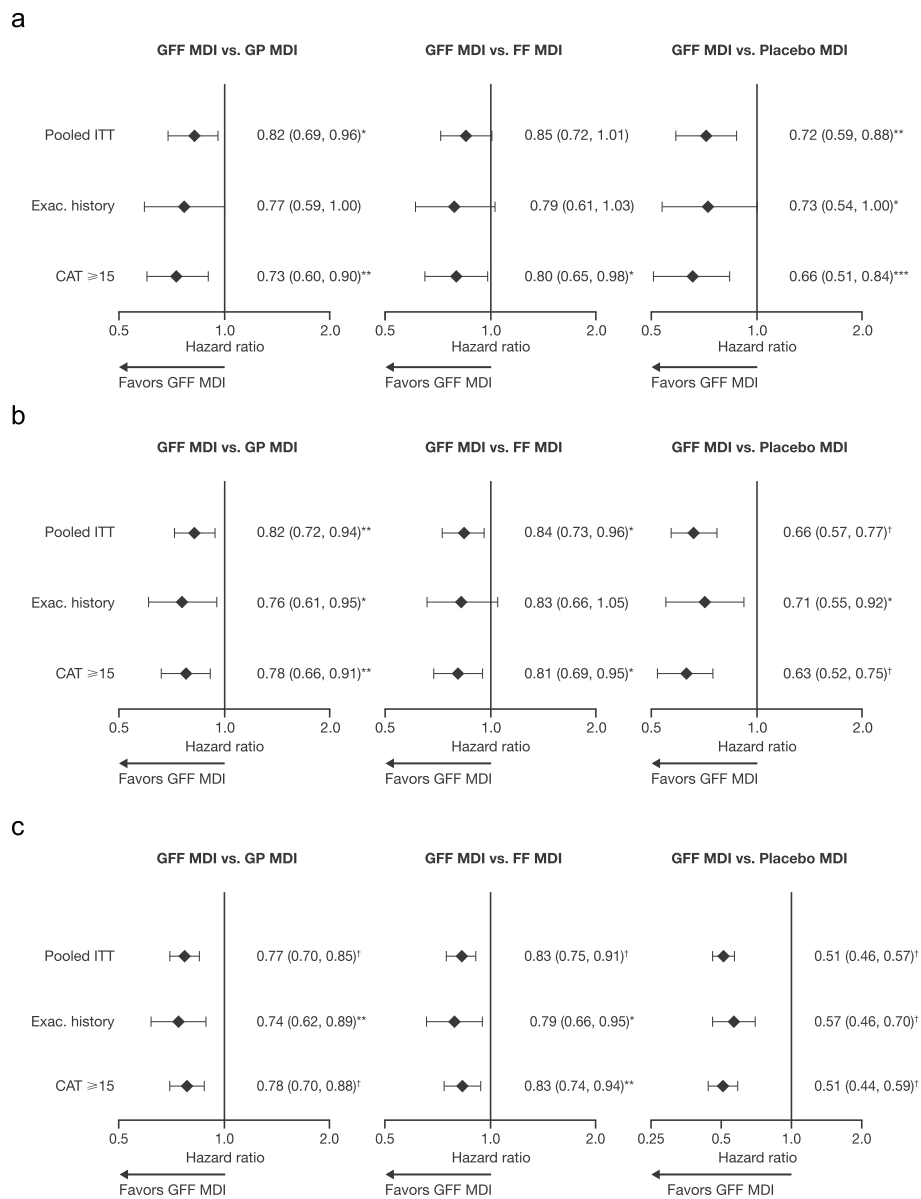 a
GFF MDI vs. GP MDI GFF MDI vs. FF MDI GFF MDI vs. Placebo MDI
Pooled ITT 0.82 (0.69, 0.96)* 0.85 (0.72, 1.01) 0.72 (0.59, 0.88)**
Exac. history 0.77 (0.59, 1.00) 0.79 (0.61, 1.03) 0.73 (0.54, 1.00)*
CAT ⩾15 0.73 (0.60, 0.90)** 0.80 (0.65, 0.98)* 0.66 (0.51, 0.84)***
0.5 1.0 2.0 0.5 1.0 2.0 0.5 1.0 2.0
Hazard ratio Hazard ratio Hazard ratio
Favors GFF MDI Favors GFF MDI Favors GFF MDI
b
GFF MDI vs. GP MDI GFF MDI vs. FF MDI GFF MDI vs. Placebo MDI
Pooled ITT 0.82 (0.72, 0.94)** 0.84 (0.73, 0.96)* 0.66 (0.57, 0.77)†
Exac. history 0.76 (0.61, 0.95)* 0.83 (0.66, 1.05) 0.71 (0.55, 0.92)*
CAT ⩾15 0.78 (0.66, 0.91)** 0.81 (0.69, 0.95)* 0.63 (0.52, 0.75)†
0.5 1.0 2.0 0.5 1.0 2.0 0.5 1.0 2.0
Hazard ratio Hazard ratio Hazard ratio
Favors GFF MDI Favors GFF MDI Favors GFF MDI
c
GFF MDI vs. GP MDI GFF MDI vs. FF MDI GFF MDI vs. Placebo MDI
Pooled ITT 0.77 (0.70, 0.85)† 0.83 (0.75, 0.91)† 0.51 (0.46, 0.57)†
Exac. history 0.74 (0.62, 0.89)** 0.79 (0.66, 0.95)* 0.57 (0.46, 0.70)†
CAT ⩾15 0.78 (0.70, 0.88)† 0.83 (0.74, 0.94)** 0.51 (0.44, 0.59)†
0.5 1.0 2.0 0.5 1.0 2.0 0.25 0.5 1.0 2.0
Hazard ratio Hazard ratio Hazard ratio
Favors GFF MDI Favors GFF MDI Favors GFF MDI